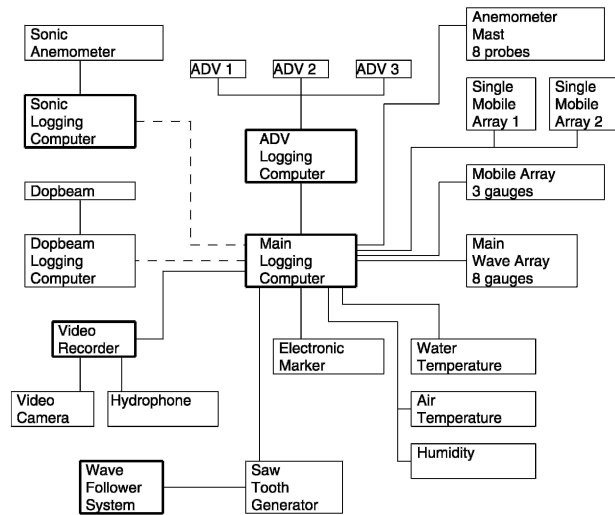 Sonic
Anemometer
Anemometer
Mast
8 probes
ADV 1
ADV 2
ADV 3
Single
Mobile
Array 1
Single
Mobile
Array 2
Sonic
Logging
Computer
ADV
Logging
Computer
Mobile Array
3 gauges
Dopbeam
Dopbeam
Logging
Computer
Main
Logging
Computer
Main
Wave Array
8 gauges
Video
Recorder
Electronic
Marker
Water
Temperature
Video
Camera
Hydrophone
Air
Temperature
Humidity
Wave
Follower
System
Saw
Tooth
Generator